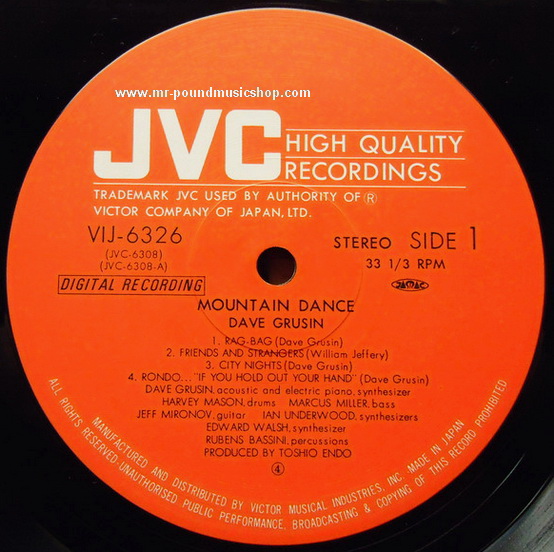 www.mr-poundmusicshop.com
JVC
HIGH QUALITY
RECORDINGS
TRADEMARK JVC USED BY AUTHORITY OF Ⓡ
VICTOR COMPANY OF JAPAN, LTD.
VIJ-6326
(JVC-6308)
(JVC-6308-A)
DIGITAL RECORDING
STEREO SIDE 1
33 1/3 RPM
JASRAC
MOUNTAIN DANCE
DAVE GRUSIN
1. RAG-BAG (Dave Grusin)
2. FRIENDS AND STRANGERS (William Jeffery)
3. CITY NIGHTS (Dave Grusin)
4. RONDO... "IF YOU HOLD OUT YOUR HAND" (Dave Grusin)
DAVE GRUSIN, acoustic and electric piano, synthesizer
HARVEY MASON, drums MARCUS MILLER, bass
JEFF MIRONOV, guitar IAN UNDERWOOD, synthesizers
EDWARD WALSH, synthesizer
RUBENS BASSINI, percussions
PRODUCED BY TOSHIO ENDO
④
MANUFACTURED AND DISTRIBUTED BY VICTOR MUSICAL INDUSTRIES, INC. MADE IN JAPAN
ALL RIGHTS RESERVED·UNAUTHORISED PUBLIC PERFORMANCE, BROADCASTING & COPYING OF THIS RECORD PROHIBITED